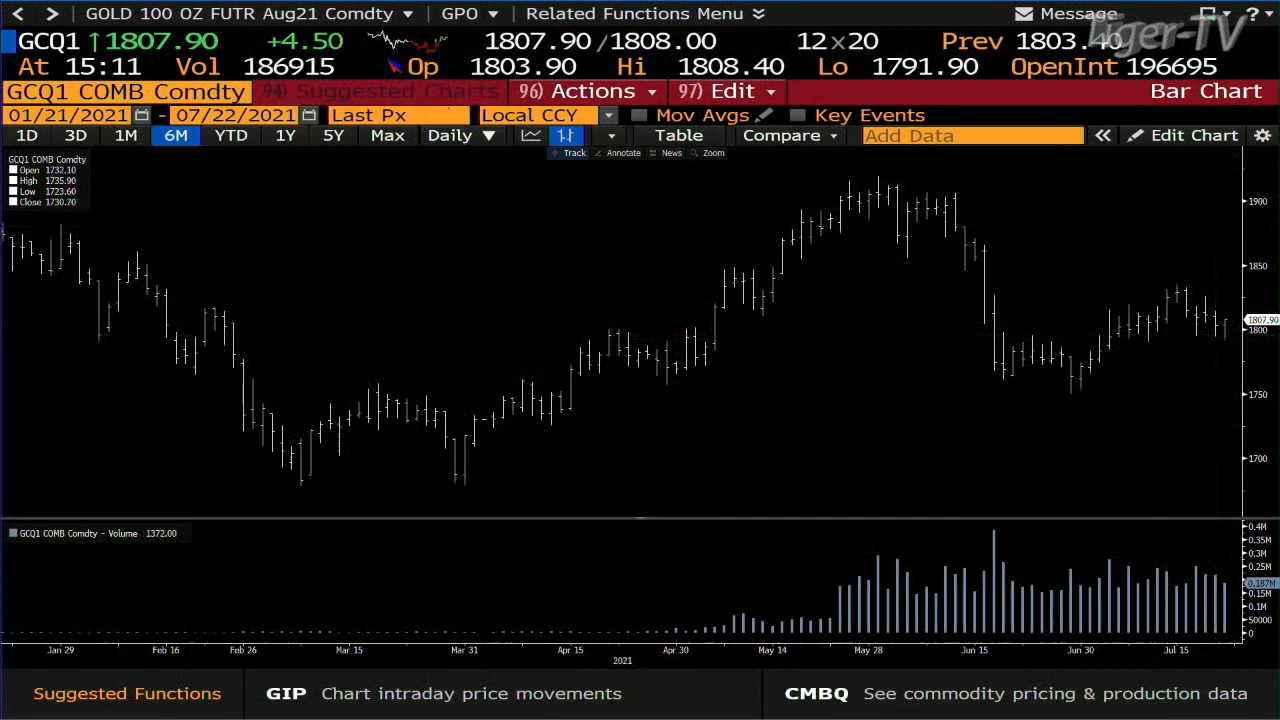 GOLD 100 OZ FUTR Aug21 Comdty GPO Related Functions Menu Message ?
GCQ1 ↑1807.90 +4.50 1807.90/1808.00 12x20 Prev 1803.40
At 15:11 Vol 186915 Op 1803.90 Hi 1808.40 Lo 1791.90 OpenInt 196695
GCQ1 COMB Comdty 94) Suggested Charts 96) Actions 97) Edit Bar Chart
01/21/2021 - 07/22/2021 Last Px Local CCY Mov Avgs Key Events
1D 3D 1M 6M YTD 1Y 5Y Max Daily Table Compare Add Data Edit Chart
Track Annotate News Zoom
GCQ1 COMB Comdty
Open 1732.10
High 1735.90
Low 1723.60
Close 1730.70
1900
1850
1807.90
1800
1750
1700
GCQ1 COMB Comdty - Volume 1372.00
0.4M
0.35M
0.3M
0.25M
0.187M
0.15M
0.1M
50000
0
Jan 29 Feb 16 Feb 26 Mar 15 Mar 31 Apr 15 Apr 30 May 14 May 28 Jun 15 Jun 30 Jul 15
2021
Suggested Functions GIP Chart intraday price movements CMBQ See commodity pricing & production data